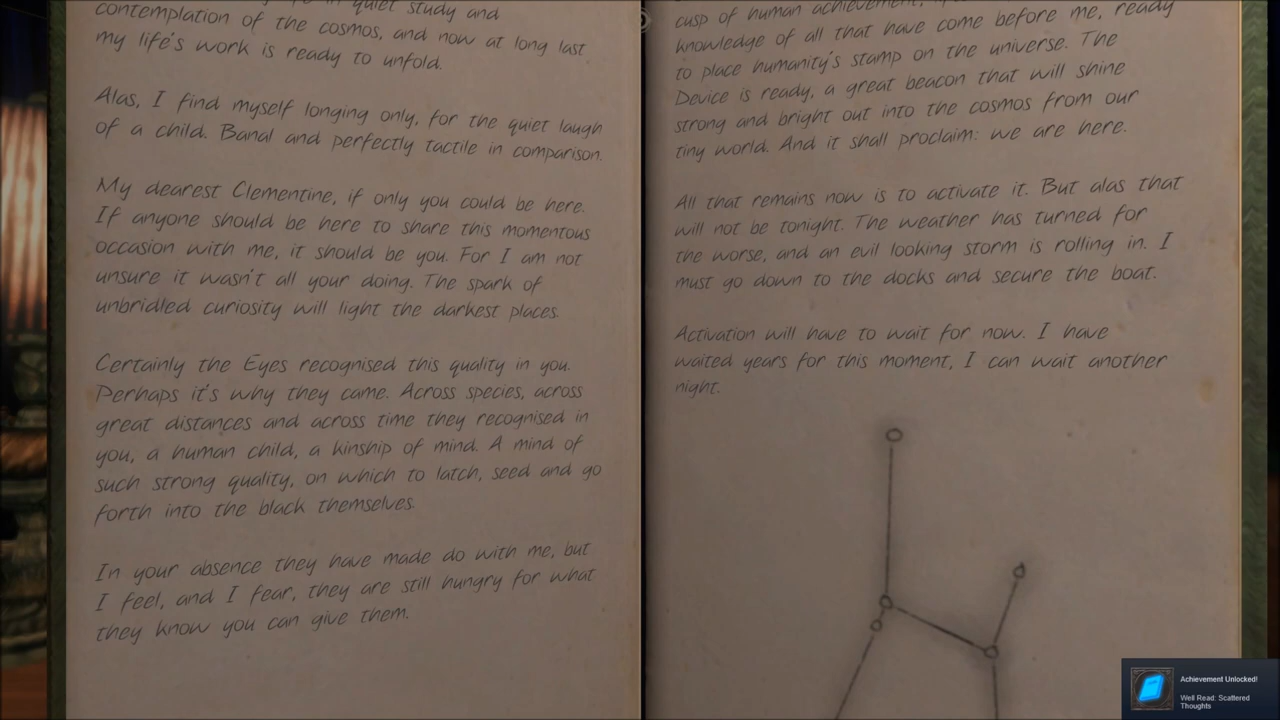 in quiet study and
contemplation of the cosmos, and now at long last
my life's work is ready to unfold.
Alas, I find myself longing only, for the quiet laugh
of a child. Banal and perfectly tactile in comparison.
My dearest Clementine, if only you could be here.
If anyone should be here to share this momentous
occasion with me, it should be you. For I am not
unsure it wasn't all your doing. The spark of
unbridled curiosity will light the darkest places.
Certainly the Eyes recognised this quality in you.
Perhaps it's why they came. Across species, across
great distances and across time they recognised in
you, a human child, a kinship of mind. A mind of
such strong quality, on which to latch, seed and go
forth into the black themselves.
In your absence they have made do with me, but
I feel, and I fear, they are still hungry for what
they know you can give them.
cusp of human achievement,
knowledge of all that have come before me, ready
to place humanity's stamp on the universe. The
Device is ready, a great beacon that will shine
strong and bright out into the cosmos from our
tiny world. And it shall proclaim: we are here.
All that remains now is to activate it. But alas that
will not be tonight. The weather has turned for
the worse, and an evil looking storm is rolling in. I
must go down to the docks and secure the boat.
Activation will have to wait for now. I have
waited years for this moment, I can wait another
night.
Achievement Unlocked!
Well Read: Scattered
Thoughts